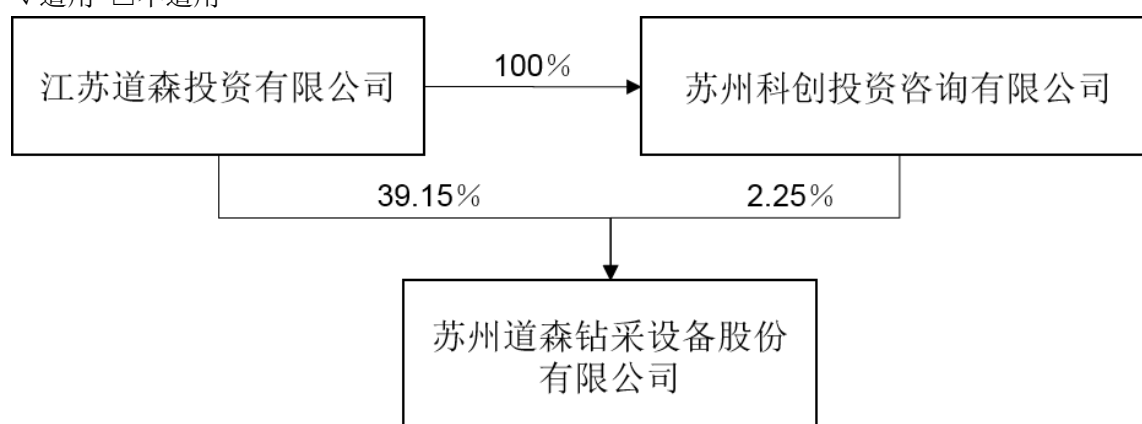 江苏道森投资有限公司
100%
苏州科创投资咨询有限公司
39.15%
2.25%
苏州道森钻采设备股份
有限公司